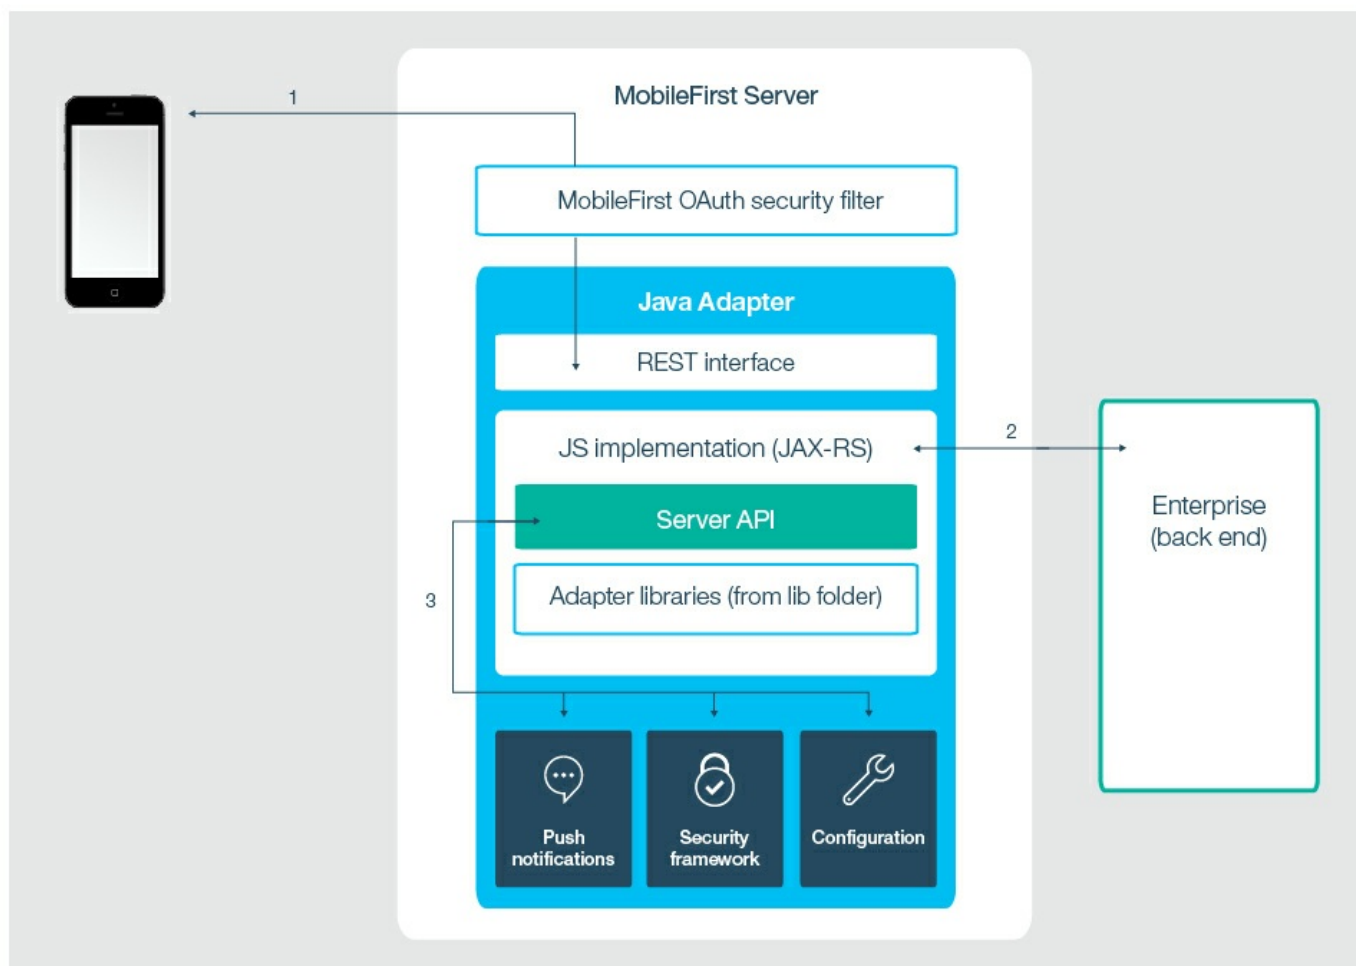 1
MobileFirst Server
MobileFirst OAuth security filter
Java Adapter
REST interface
JS implementation (JAX-RS)
2
Server API
Enterprise
(back end)
Adapter libraries (from lib folder)
3
Push
notifications
Security
framework
Configuration